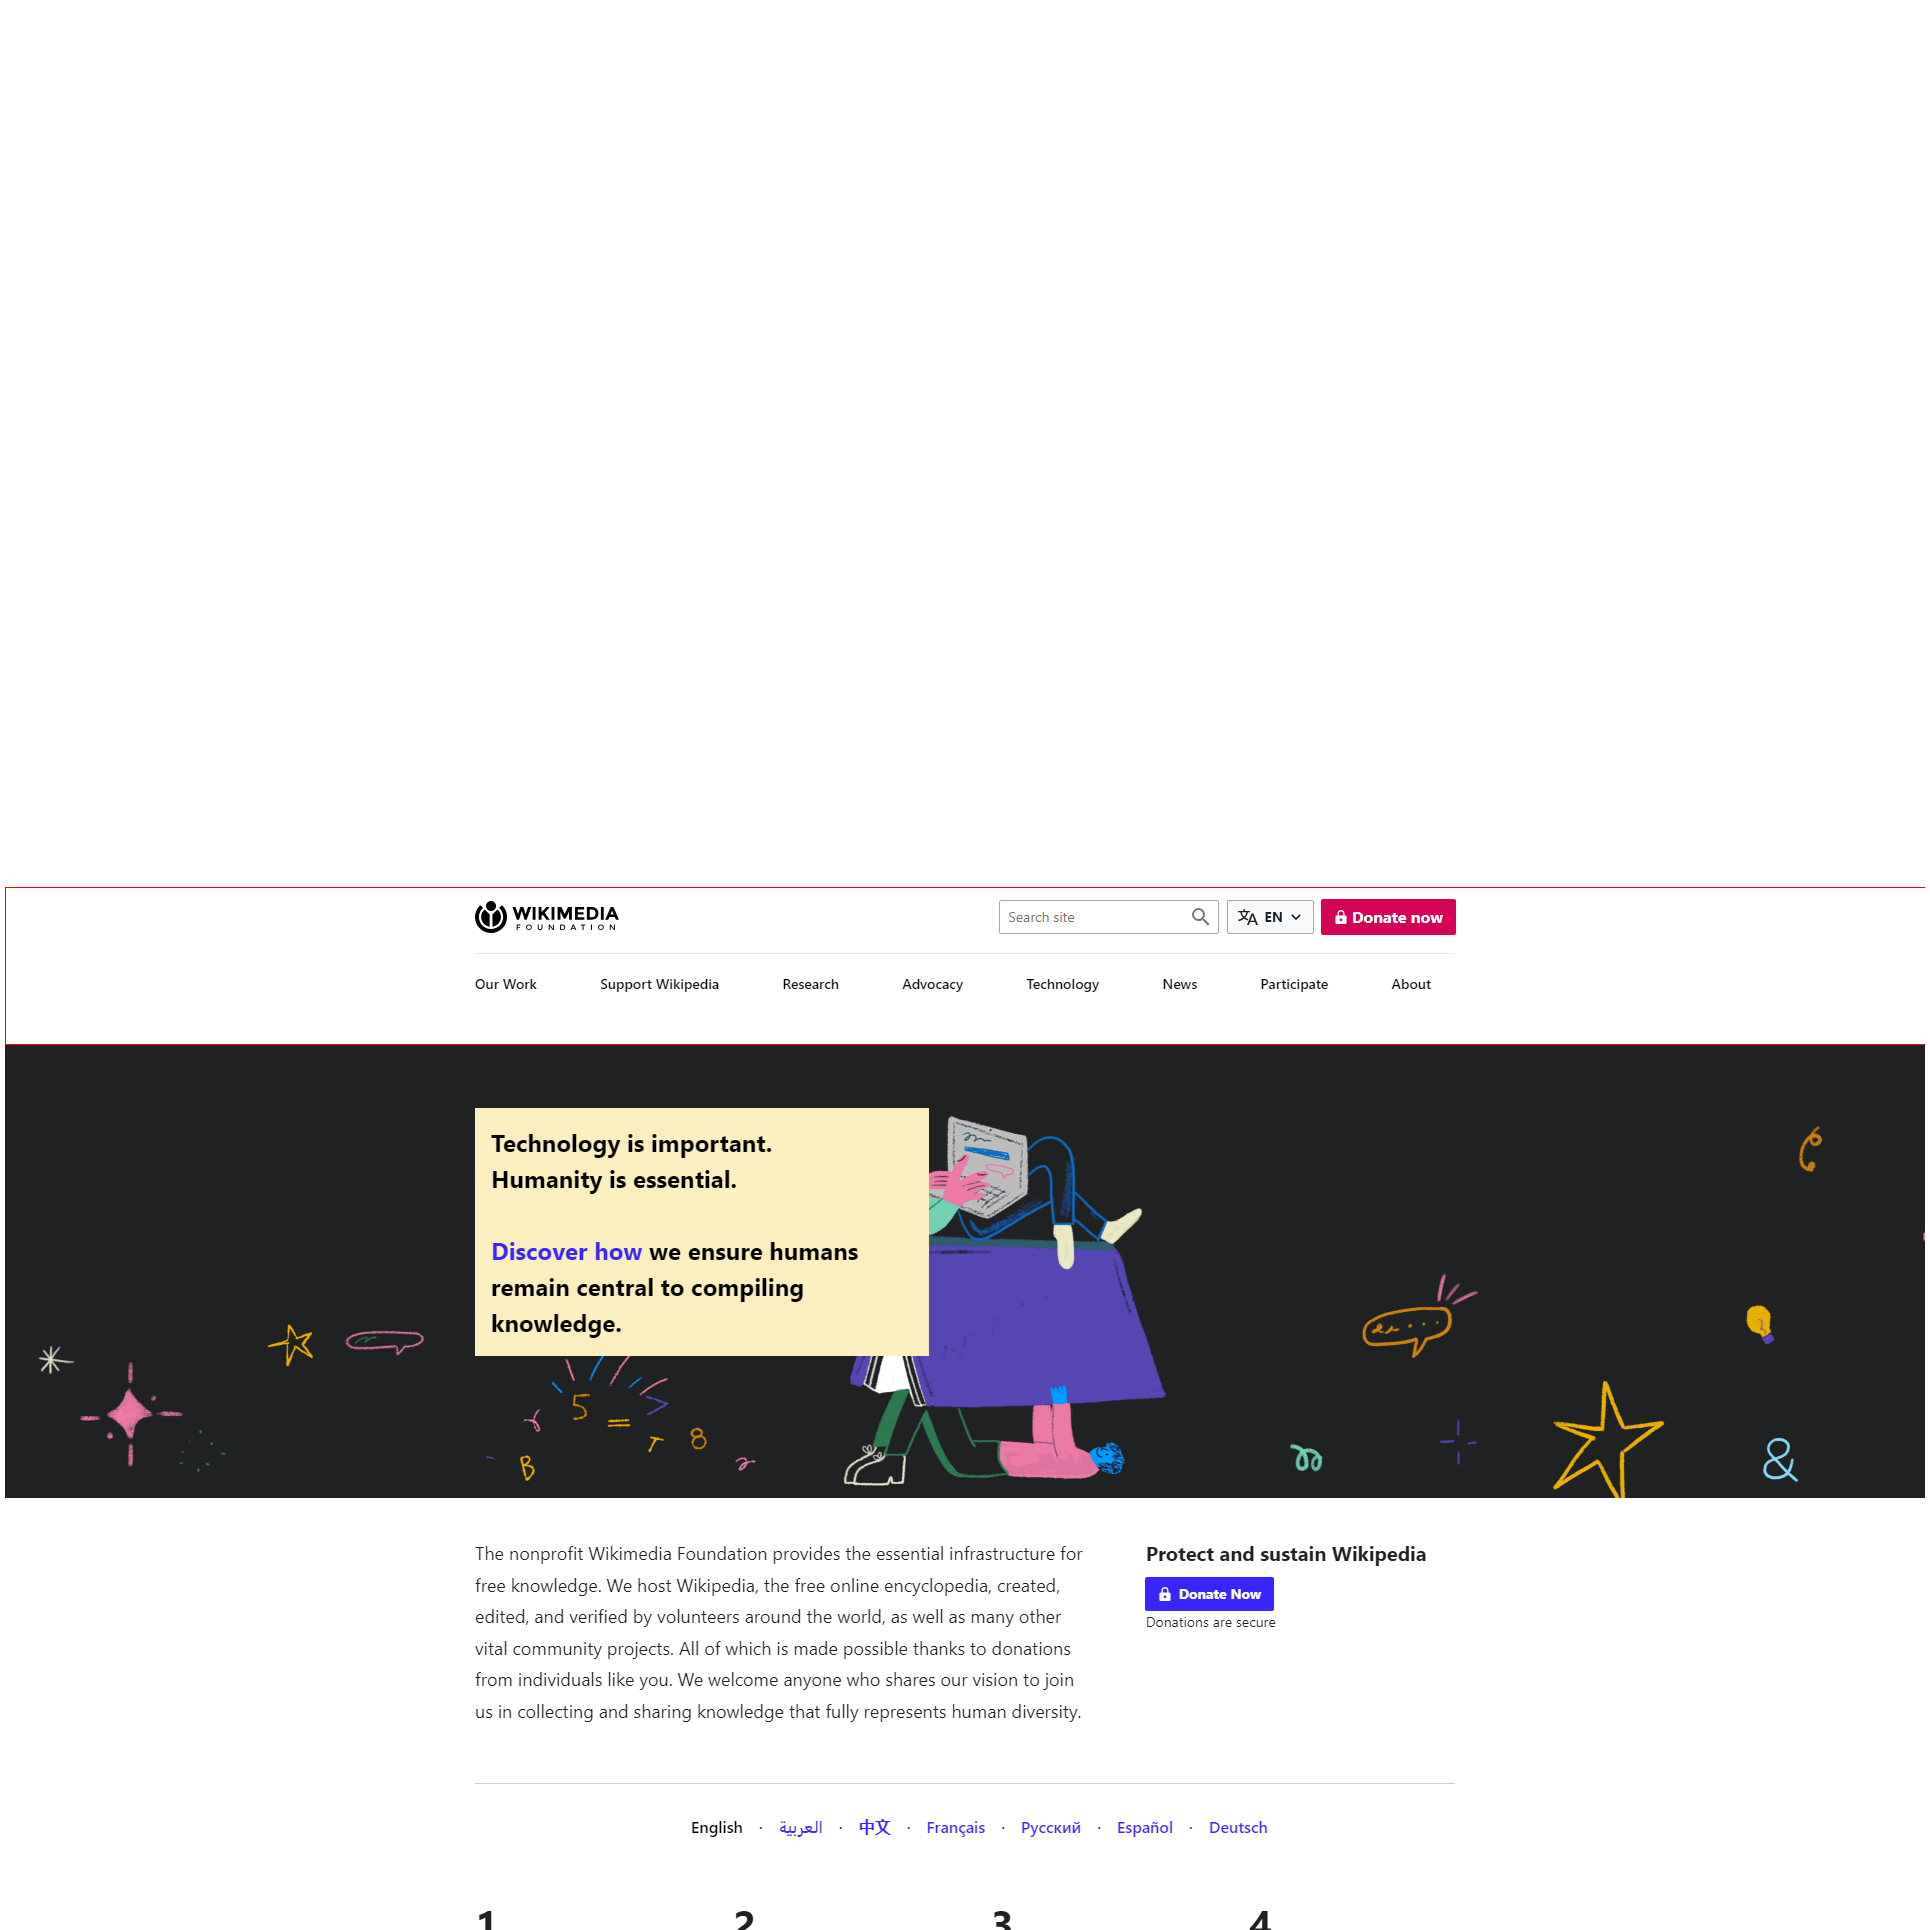 WIKIMEDIA
FOUNDATION
Search site
EN
Donate now
Our Work
Support Wikipedia
Research
Advocacy
Technology
News
Participate
About
Technology is important.
Humanity is essential.
Discover how we ensure humans
remain central to compiling
knowledge.
5
=
B
T
8
&
The nonprofit Wikimedia Foundation provides the essential infrastructure for
free knowledge. We host Wikipedia, the free online encyclopedia, created,
edited, and verified by volunteers around the world, as well as many other
vital community projects. All of which is made possible thanks to donations
from individuals like you. We welcome anyone who shares our vision to join
us in collecting and sharing knowledge that fully represents human diversity.
Protect and sustain Wikipedia
Donate Now
Donations are secure
English · العربية · 中文 · Français · Русский · Español · Deutsch
1 2 3 4